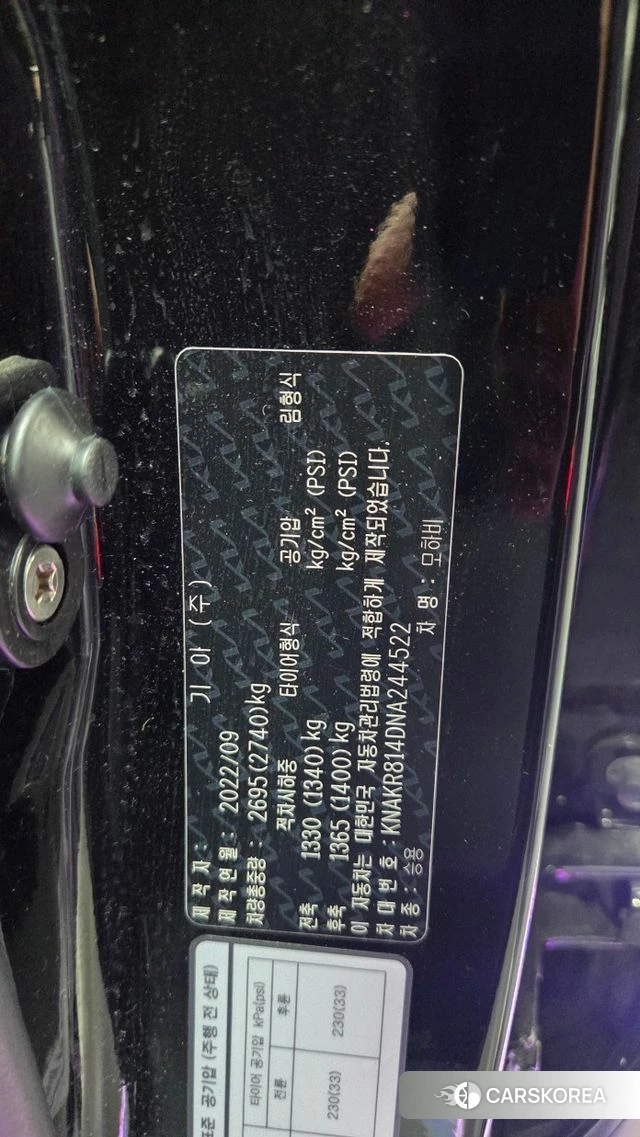 제 작 자 : 기 아 (주)
제 작 연 월 : 2022/09
차량총중량 : 2695(2740)kg
적차시하중 타이어형식 공기압 림형식
전축 1330 (1340) kg kg/cm² (PSI)
후축 1365 (1400) kg kg/cm² (PSI)
이 자동차는 대한민국 자동차관리법령에 적합하게 제작되었습니다.
차 대 번 호 : KNAKR814DNA244522
차 종 : 승용 차 명 : 모하비
표준 공기압 (주행 전 상태)
타이어 공기압 kPa(psi)
전륜 후륜
230(33) 230(33)
CARSKOREA